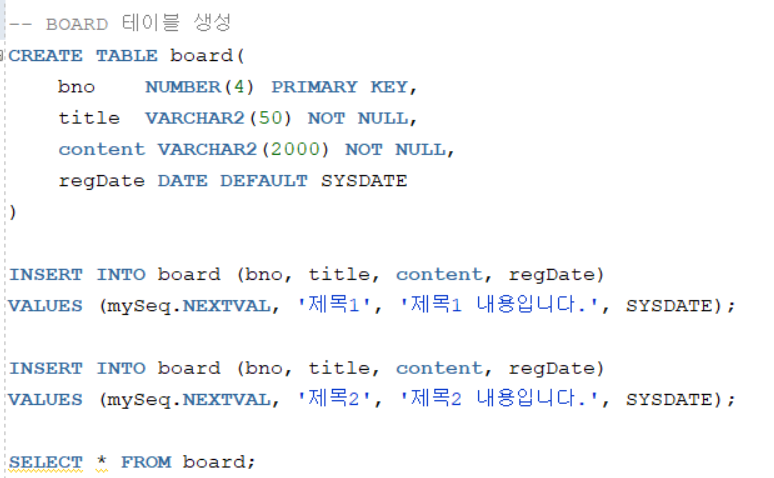 -- BOARD 테이블 생성
CREATE TABLE board(
bno NUMBER(4) PRIMARY KEY,
title VARCHAR2(50) NOT NULL,
content VARCHAR2(2000) NOT NULL,
regDate DATE DEFAULT SYSDATE
)
INSERT INTO board (bno, title, content, regDate)
VALUES (mySeq.NEXTVAL, '제목1', '제목1 내용입니다.', SYSDATE);
INSERT INTO board (bno, title, content, regDate)
VALUES (mySeq.NEXTVAL, '제목2', '제목2 내용입니다.', SYSDATE);
SELECT * FROM board;